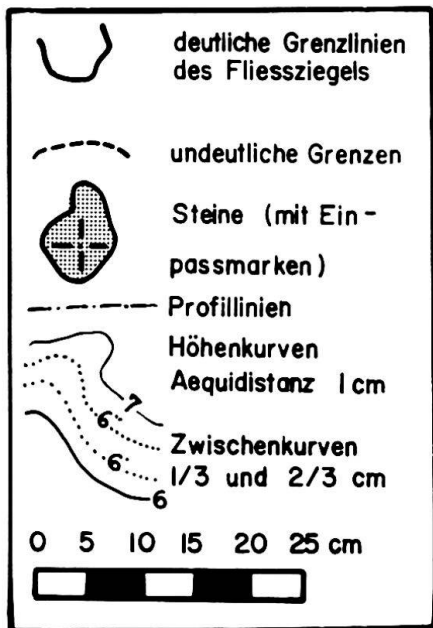 deutliche Grenzlinien
des Fliessziegels
undeutliche Grenzen
Steine (mit Ein-
passmarken)
Profillinien
Höhenkurven
Aequidistanz 1 cm
7
6'
Zwischenkurven
6'
1/3 und 2/3 cm
6
0 5 10 15 20 25 cm